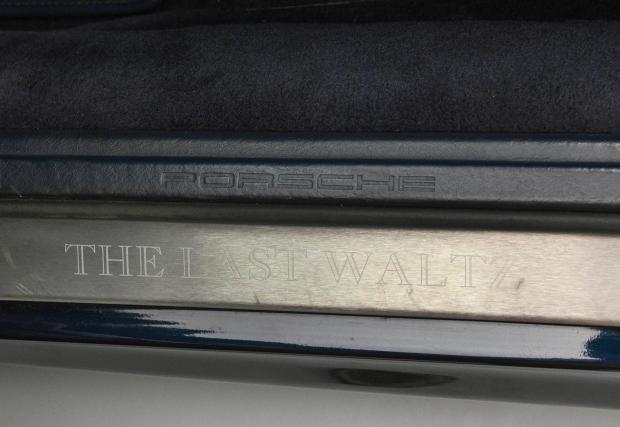 PORSCHE
THE LAST WALTZ